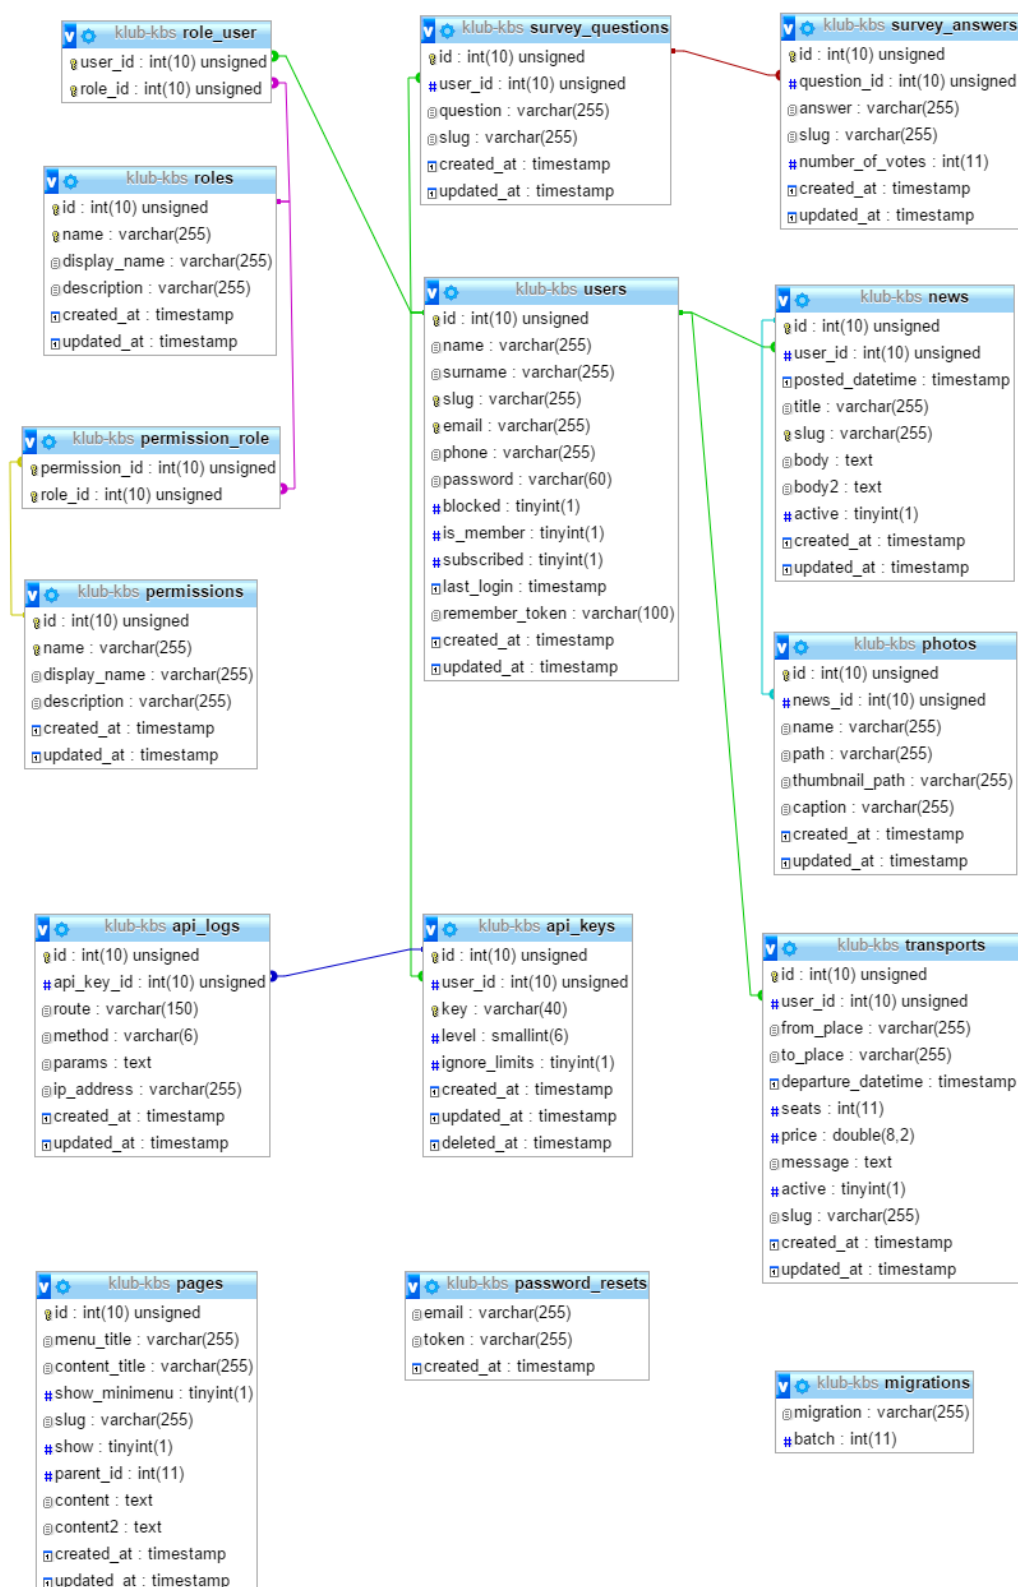 klub-kbs role_user
user_id : int(10) unsigned
role_id : int(10) unsigned
klub-kbs survey_questions
id : int(10) unsigned
user_id : int(10) unsigned
question : varchar(255)
slug : varchar(255)
created_at : timestamp
updated_at : timestamp
klub-kbs survey_answers
id : int(10) unsigned
question_id : int(10) unsigned
answer : varchar(255)
slug : varchar(255)
number_of_votes : int(11)
created_at : timestamp
updated_at : timestamp
klub-kbs roles
id : int(10) unsigned
name : varchar(255)
display_name : varchar(255)
description : varchar(255)
created_at : timestamp
updated_at : timestamp
klub-kbs users
id : int(10) unsigned
name : varchar(255)
surname : varchar(255)
slug : varchar(255)
email : varchar(255)
phone : varchar(255)
password : varchar(60)
blocked : tinyint(1)
is_member : tinyint(1)
subscribed : tinyint(1)
last_login : timestamp
remember_token : varchar(100)
created_at : timestamp
updated_at : timestamp
klub-kbs news
id : int(10) unsigned
user_id : int(10) unsigned
posted_datetime : timestamp
title : varchar(255)
slug : varchar(255)
body : text
body2 : text
active : tinyint(1)
created_at : timestamp
updated_at : timestamp
klub-kbs permission_role
permission_id : int(10) unsigned
role_id : int(10) unsigned
klub-kbs permissions
id : int(10) unsigned
name : varchar(255)
display_name : varchar(255)
description : varchar(255)
created_at : timestamp
updated_at : timestamp
klub-kbs photos
id : int(10) unsigned
news_id : int(10) unsigned
name : varchar(255)
path : varchar(255)
thumbnail_path : varchar(255)
caption : varchar(255)
created_at : timestamp
updated_at : timestamp
klub-kbs api_logs
id : int(10) unsigned
api_key_id : int(10) unsigned
route : varchar(150)
method : varchar(6)
params : text
ip_address : varchar(255)
created_at : timestamp
updated_at : timestamp
klub-kbs api_keys
id : int(10) unsigned
user_id : int(10) unsigned
key : varchar(40)
level : smallint(6)
ignore_limits : tinyint(1)
created_at : timestamp
updated_at : timestamp
deleted_at : timestamp
klub-kbs transports
id : int(10) unsigned
user_id : int(10) unsigned
from_place : varchar(255)
to_place : varchar(255)
departure_datetime : timestamp
seats : int(11)
price : double(8,2)
message : text
active : tinyint(1)
slug : varchar(255)
created_at : timestamp
updated_at : timestamp
klub-kbs pages
id : int(10) unsigned
menu_title : varchar(255)
content_title : varchar(255)
show_minimenu : tinyint(1)
slug : varchar(255)
show : tinyint(1)
parent_id : int(11)
content : text
content2 : text
created_at : timestamp
updated_at : timestamp
klub-kbs password_resets
email : varchar(255)
token : varchar(255)
created_at : timestamp
klub-kbs migrations
migration : varchar(255)
batch : int(11)